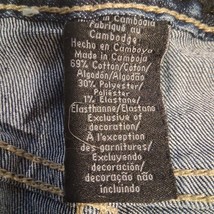 in Cambodia
Fabriqué au
Cambodge
Hecho en Camboya
Made in Camboja
69% Cotton/Coton/
Algodón/Algodão
30% Polyester/
Poliéster
1% Elastane/
Élasthanne/Elastano
Exclusive of
decoration/
À l'exception
des garnitures/
Excluyendo
decoración/
decoração não
incluindo